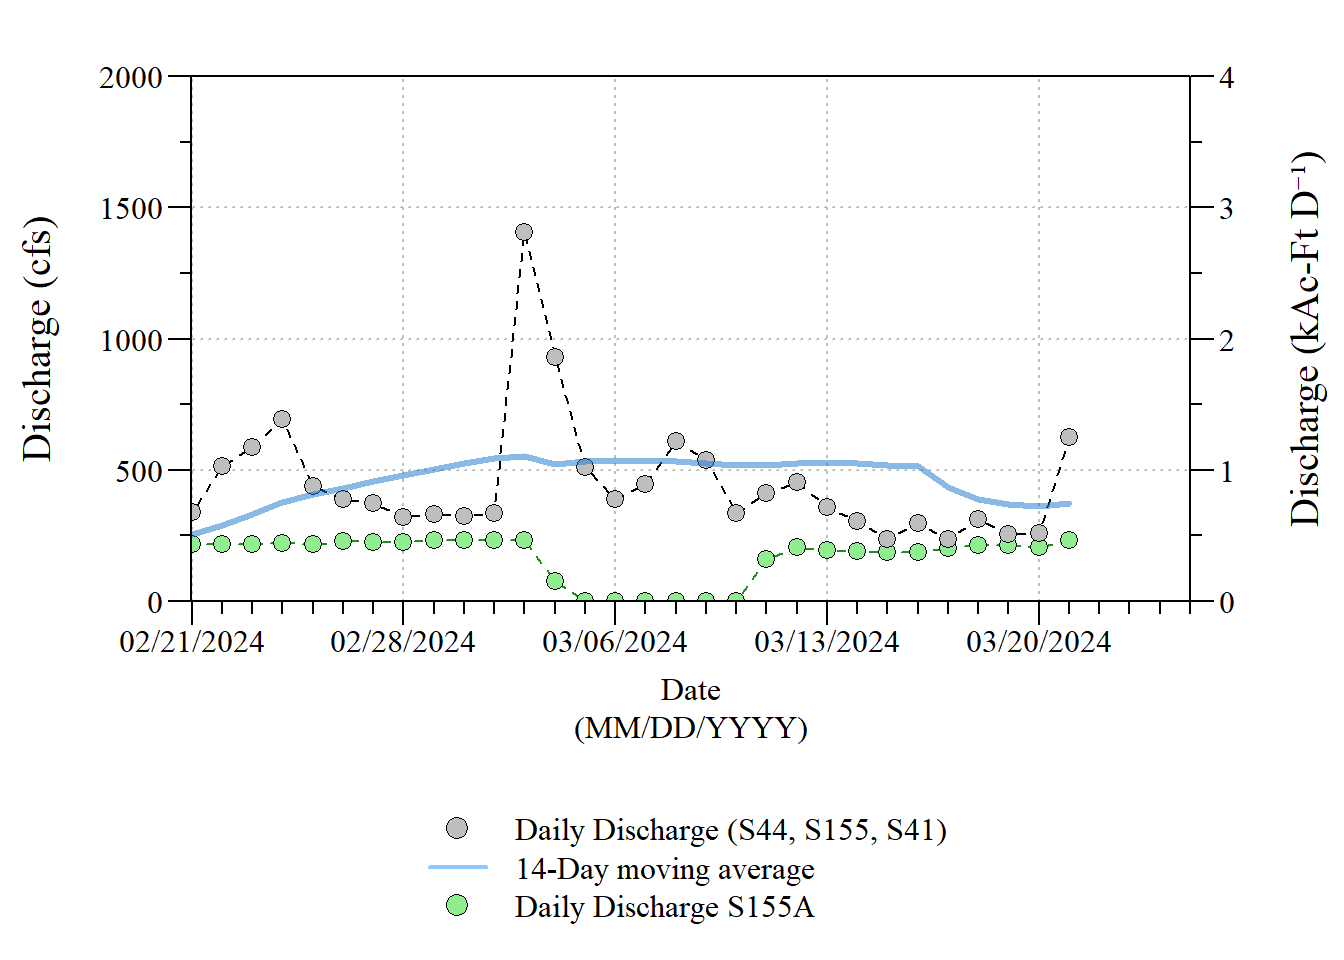 2000
1500
1000
500
0
Discharge (cfs)
4
3
2
1
0
Discharge (kAc-Ft D⁻¹)
02/21/2024
02/28/2024
03/06/2024
03/13/2024
03/20/2024
Date
(MM/DD/YYYY)
Daily Discharge (S44, S155, S41)
14-Day moving average
Daily Discharge S155A